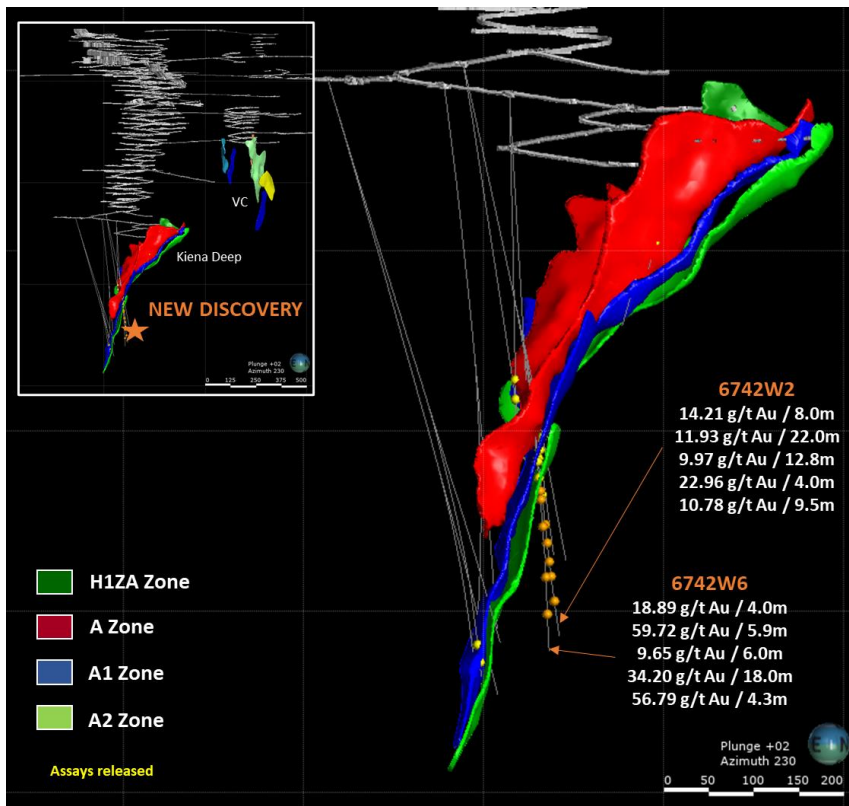 VC
Kiena Deep
NEW DISCOVERY
Plunge +02
Azimuth 230
0 125 250 375 500
6742W2
14.21 g/t Au / 8.0m
11.93 g/t Au / 22.0m
9.97 g/t Au / 12.8m
22.96 g/t Au / 4.0m
10.78 g/t Au / 9.5m
6742W6
18.89 g/t Au / 4.0m
59.72 g/t Au / 5.9m
9.65 g/t Au / 6.0m
34.20 g/t Au / 18.0m
56.79 g/t Au / 4.3m
H1ZA Zone
A Zone
A1 Zone
A2 Zone
Assays released
Plunge +02
Azimuth 230
E N
0 50 100 150 200